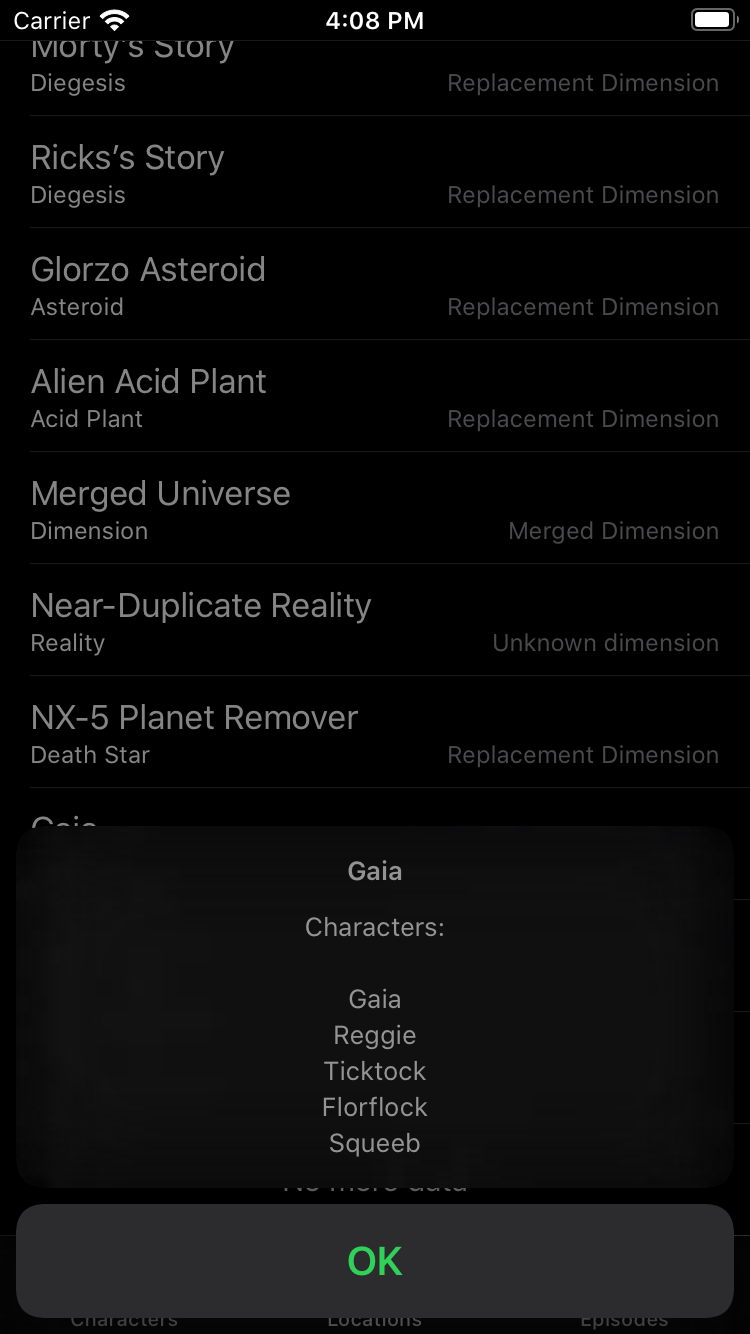 Carrier 4:08 PM
Morty's Story
Diegesis Replacement Dimension
Ricks’s Story
Diegesis Replacement Dimension
Glorzo Asteroid
Asteroid Replacement Dimension
Alien Acid Plant
Acid Plant Replacement Dimension
Merged Universe
Dimension Merged Dimension
Near-Duplicate Reality
Reality Unknown dimension
NX-5 Planet Remover
Death Star Replacement Dimension
Gaia
Gaia
Characters:
Gaia
Reggie
Ticktock
Florflock
Squeeb
No more data
OK
Characters Locations Episodes